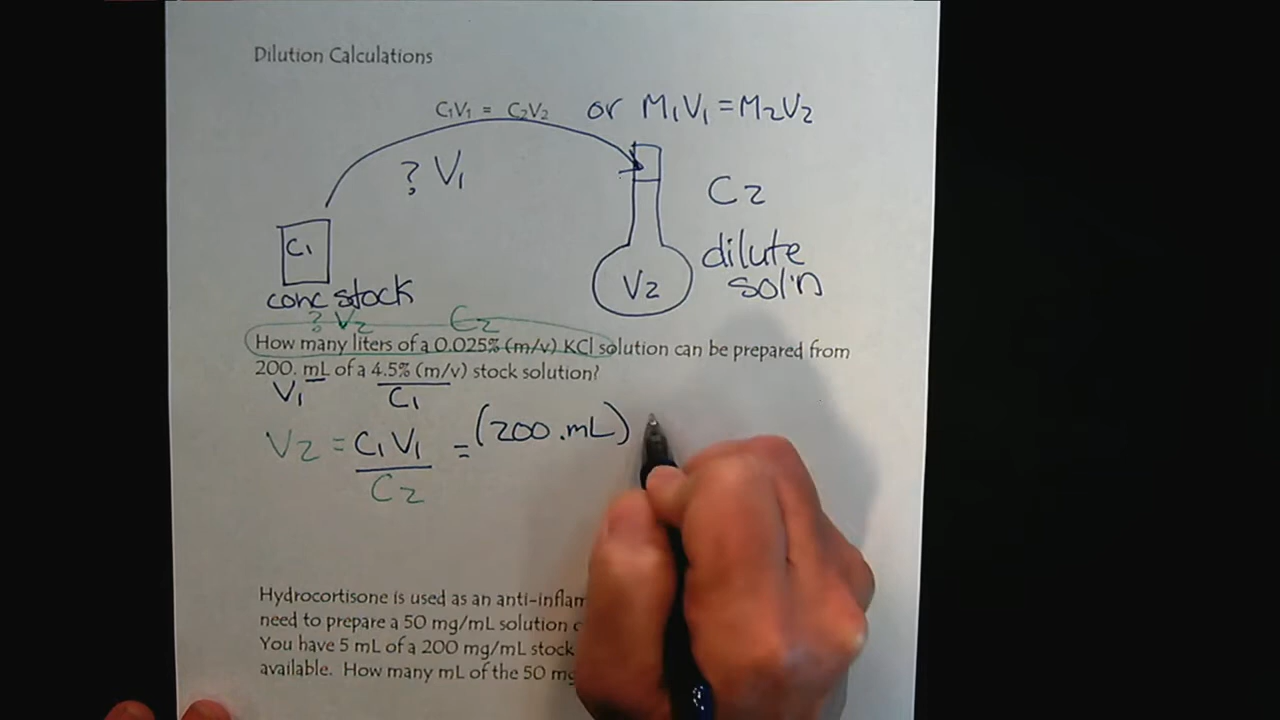 Dilution Calculations
C₁V₁ = C₂V₂ or M₁V₁ = M₂V₂
? V₁
C₂
C₁
dilute
V₂ sol'n
conc stock
? V₂ C₂
How many liters of a 0.025% (m/v) KCl solution can be prepared from
200. mL of a 4.5% (m/v) stock solution?
V₁ C₁
V₂ = C₁V₁ = (200. mL)
C₂
Hydrocortisone is used as an anti-inflam
need to prepare a 50 mg/mL solution
You have 5 mL of a 200 mg/mL stock
available. How many mL of the 50